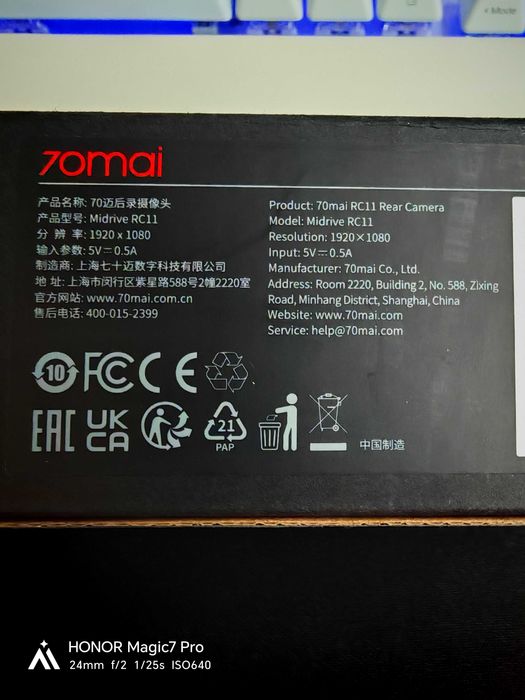 Mode
70mai
产品名称: 70迈后录摄像头
产品型号: Midrive RC11
分 辨 率: 1920 x 1080
输入参数: 5V⎓0.5A
制造商: 上海七十迈数字科技有限公司
地 址: 上海市闵行区紫星路588号2幢2220室
官方网站: www.70mai.com.cn
售后电话: 400-015-2399
Product: 70mai RC11 Rear Camera
Model: Midrive RC11
Resolution: 1920×1080
Input: 5V⎓0.5A
Manufacturer: 70mai Co., Ltd.
Address: Room 2220, Building 2, No. 588, Zixing
Road, Minhang District, Shanghai, China
Website: www.70mai.com
Service: help@70mai.com
10 FC CE
EAC UK CA 21
PAP
中国制造
HONOR Magic7 Pro
24mm f/2 1/25s ISO640